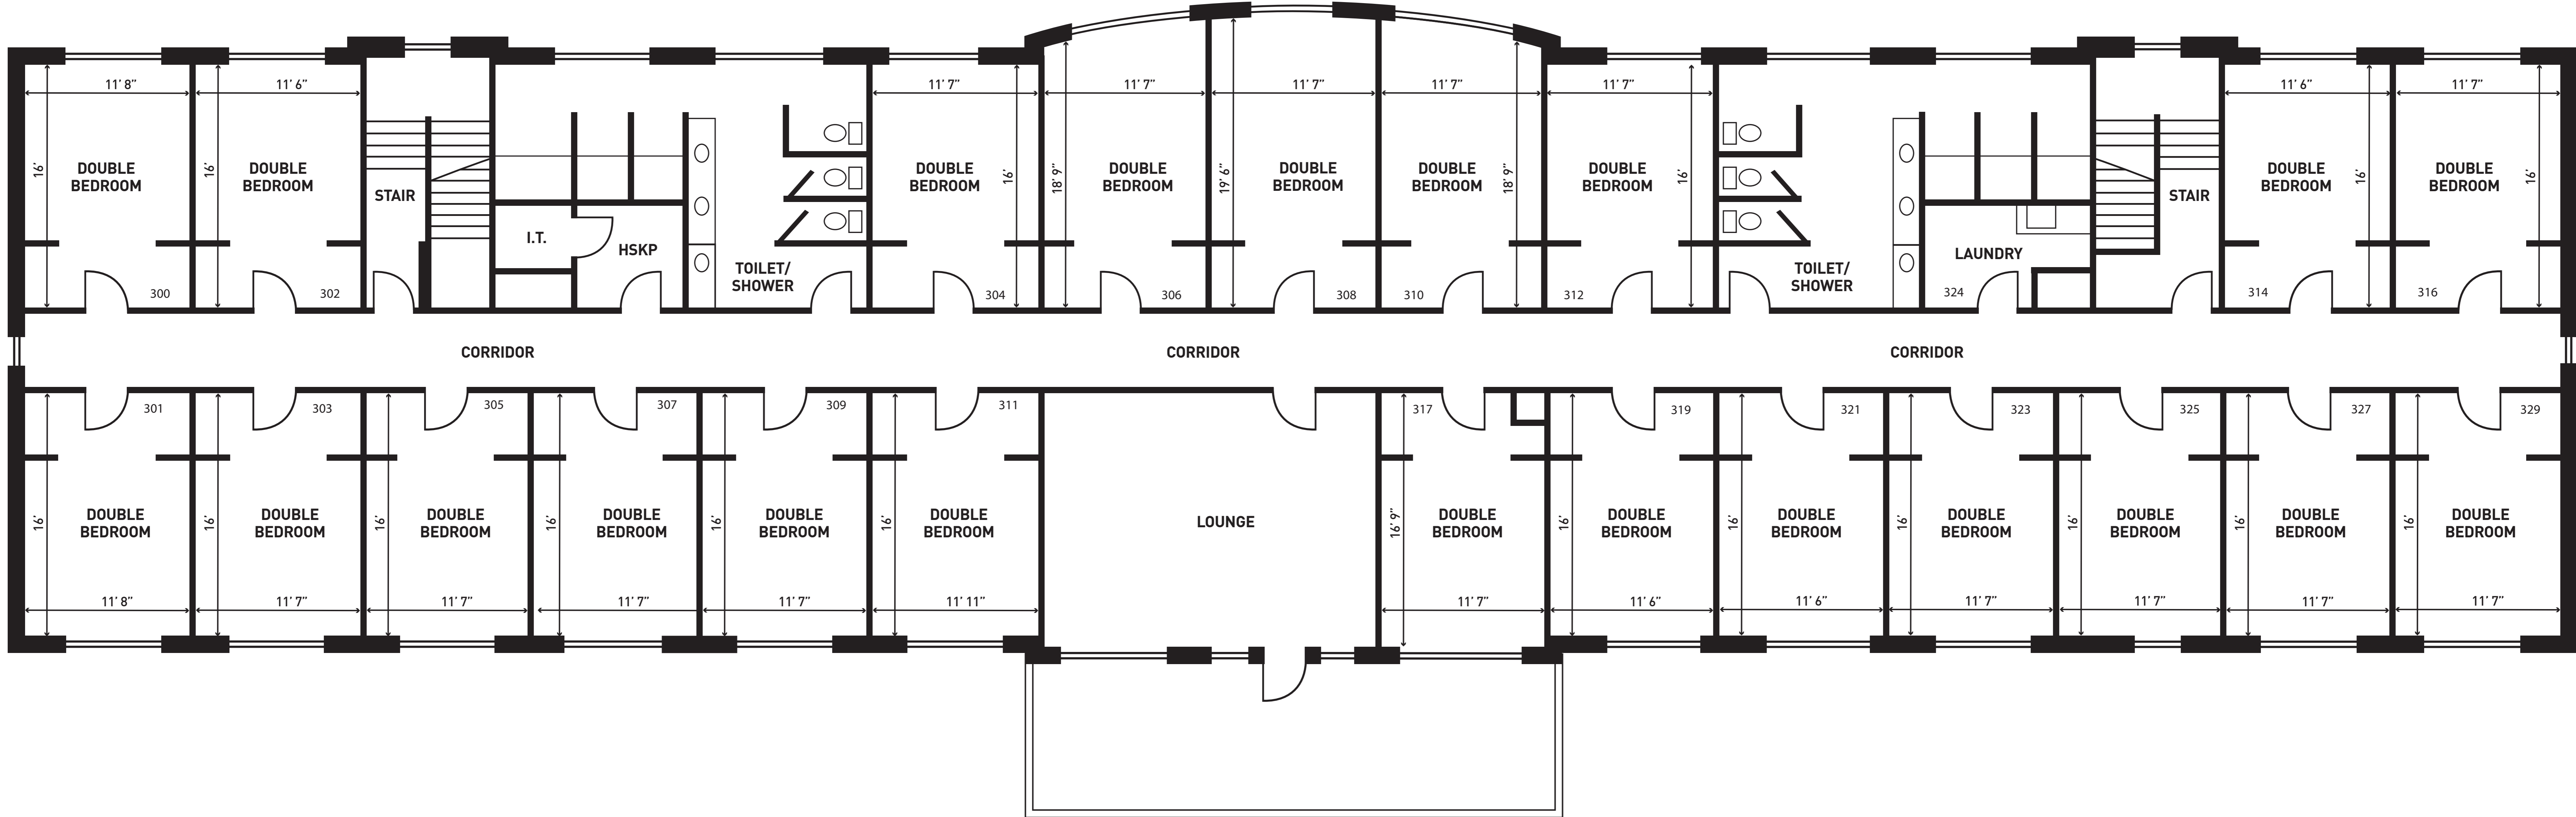 11' 8"
11' 6"
11' 7"
11' 7"
11' 7"
11' 7"
11' 7"
11' 6"
11' 7"
16'
DOUBLE
BEDROOM
16'
DOUBLE
BEDROOM
STAIR
I.T.
HSKP
TOILET/
SHOWER
DOUBLE
BEDROOM
16'
18' 9"
DOUBLE
BEDROOM
19' 6"
DOUBLE
BEDROOM
DOUBLE
BEDROOM
18' 9"
DOUBLE
BEDROOM
16'
TOILET/
SHOWER
LAUNDRY
STAIR
DOUBLE
BEDROOM
16'
DOUBLE
BEDROOM
16'
300
302
304
306
308
310
312
324
314
316
CORRIDOR
CORRIDOR
CORRIDOR
301
303
305
307
309
311
317
319
321
323
325
327
329
16'
DOUBLE
BEDROOM
16'
DOUBLE
BEDROOM
16'
DOUBLE
BEDROOM
16'
DOUBLE
BEDROOM
16'
DOUBLE
BEDROOM
16'
DOUBLE
BEDROOM
LOUNGE
16' 9"
DOUBLE
BEDROOM
16'
DOUBLE
BEDROOM
16'
DOUBLE
BEDROOM
16'
DOUBLE
BEDROOM
16'
DOUBLE
BEDROOM
16'
DOUBLE
BEDROOM
16'
DOUBLE
BEDROOM
11' 8"
11' 7"
11' 7"
11' 7"
11' 7"
11' 11"
11' 7"
11' 6"
11' 6"
11' 7"
11' 7"
11' 7"
11' 7"